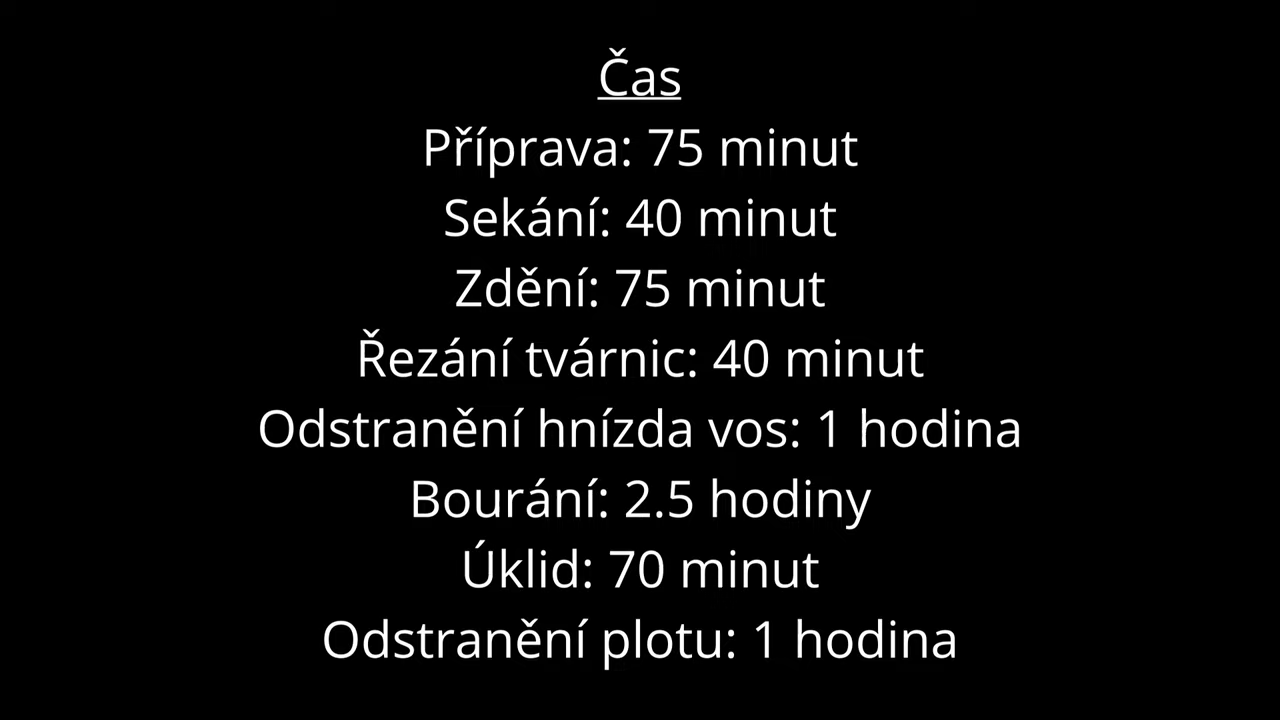 Čas
Příprava: 75 minut
Sekání: 40 minut
Zdění: 75 minut
Řezání tvárnic: 40 minut
Odstranění hnízda vos: 1 hodina
Bourání: 2.5 hodiny
Úklid: 70 minut
Odstranění plotu: 1 hodina